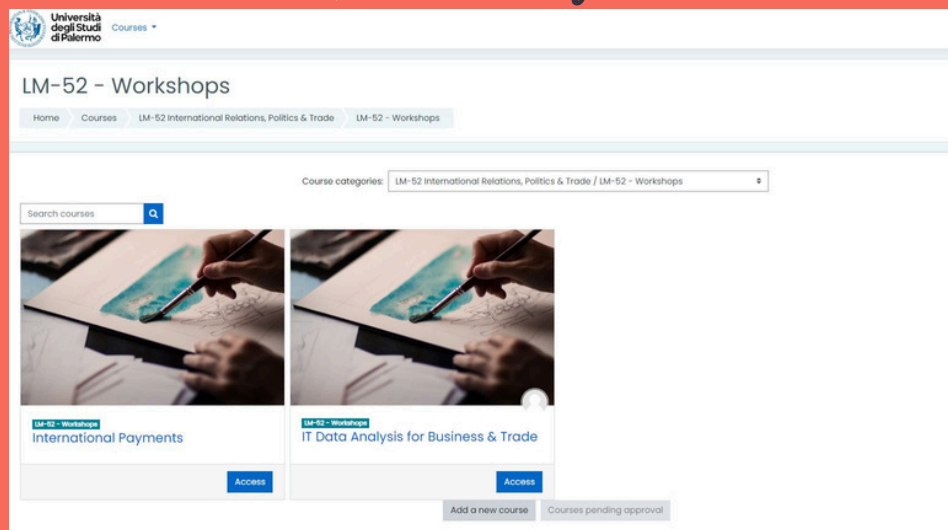 Università
degli Studi
di Palermo
Courses
LM-52 - Workshops
Home Courses LM-52 International Relations, Politics & Trade LM-52 - Workshops
Course categories: LM-52 International Relations, Politics & Trade / LM-52 - Workshops
Search courses
LM-52 - Workshops
International Payments
Access
LM-52 - Workshops
IT Data Analysis for Business & Trade
Access
Add a new course Courses pending approval